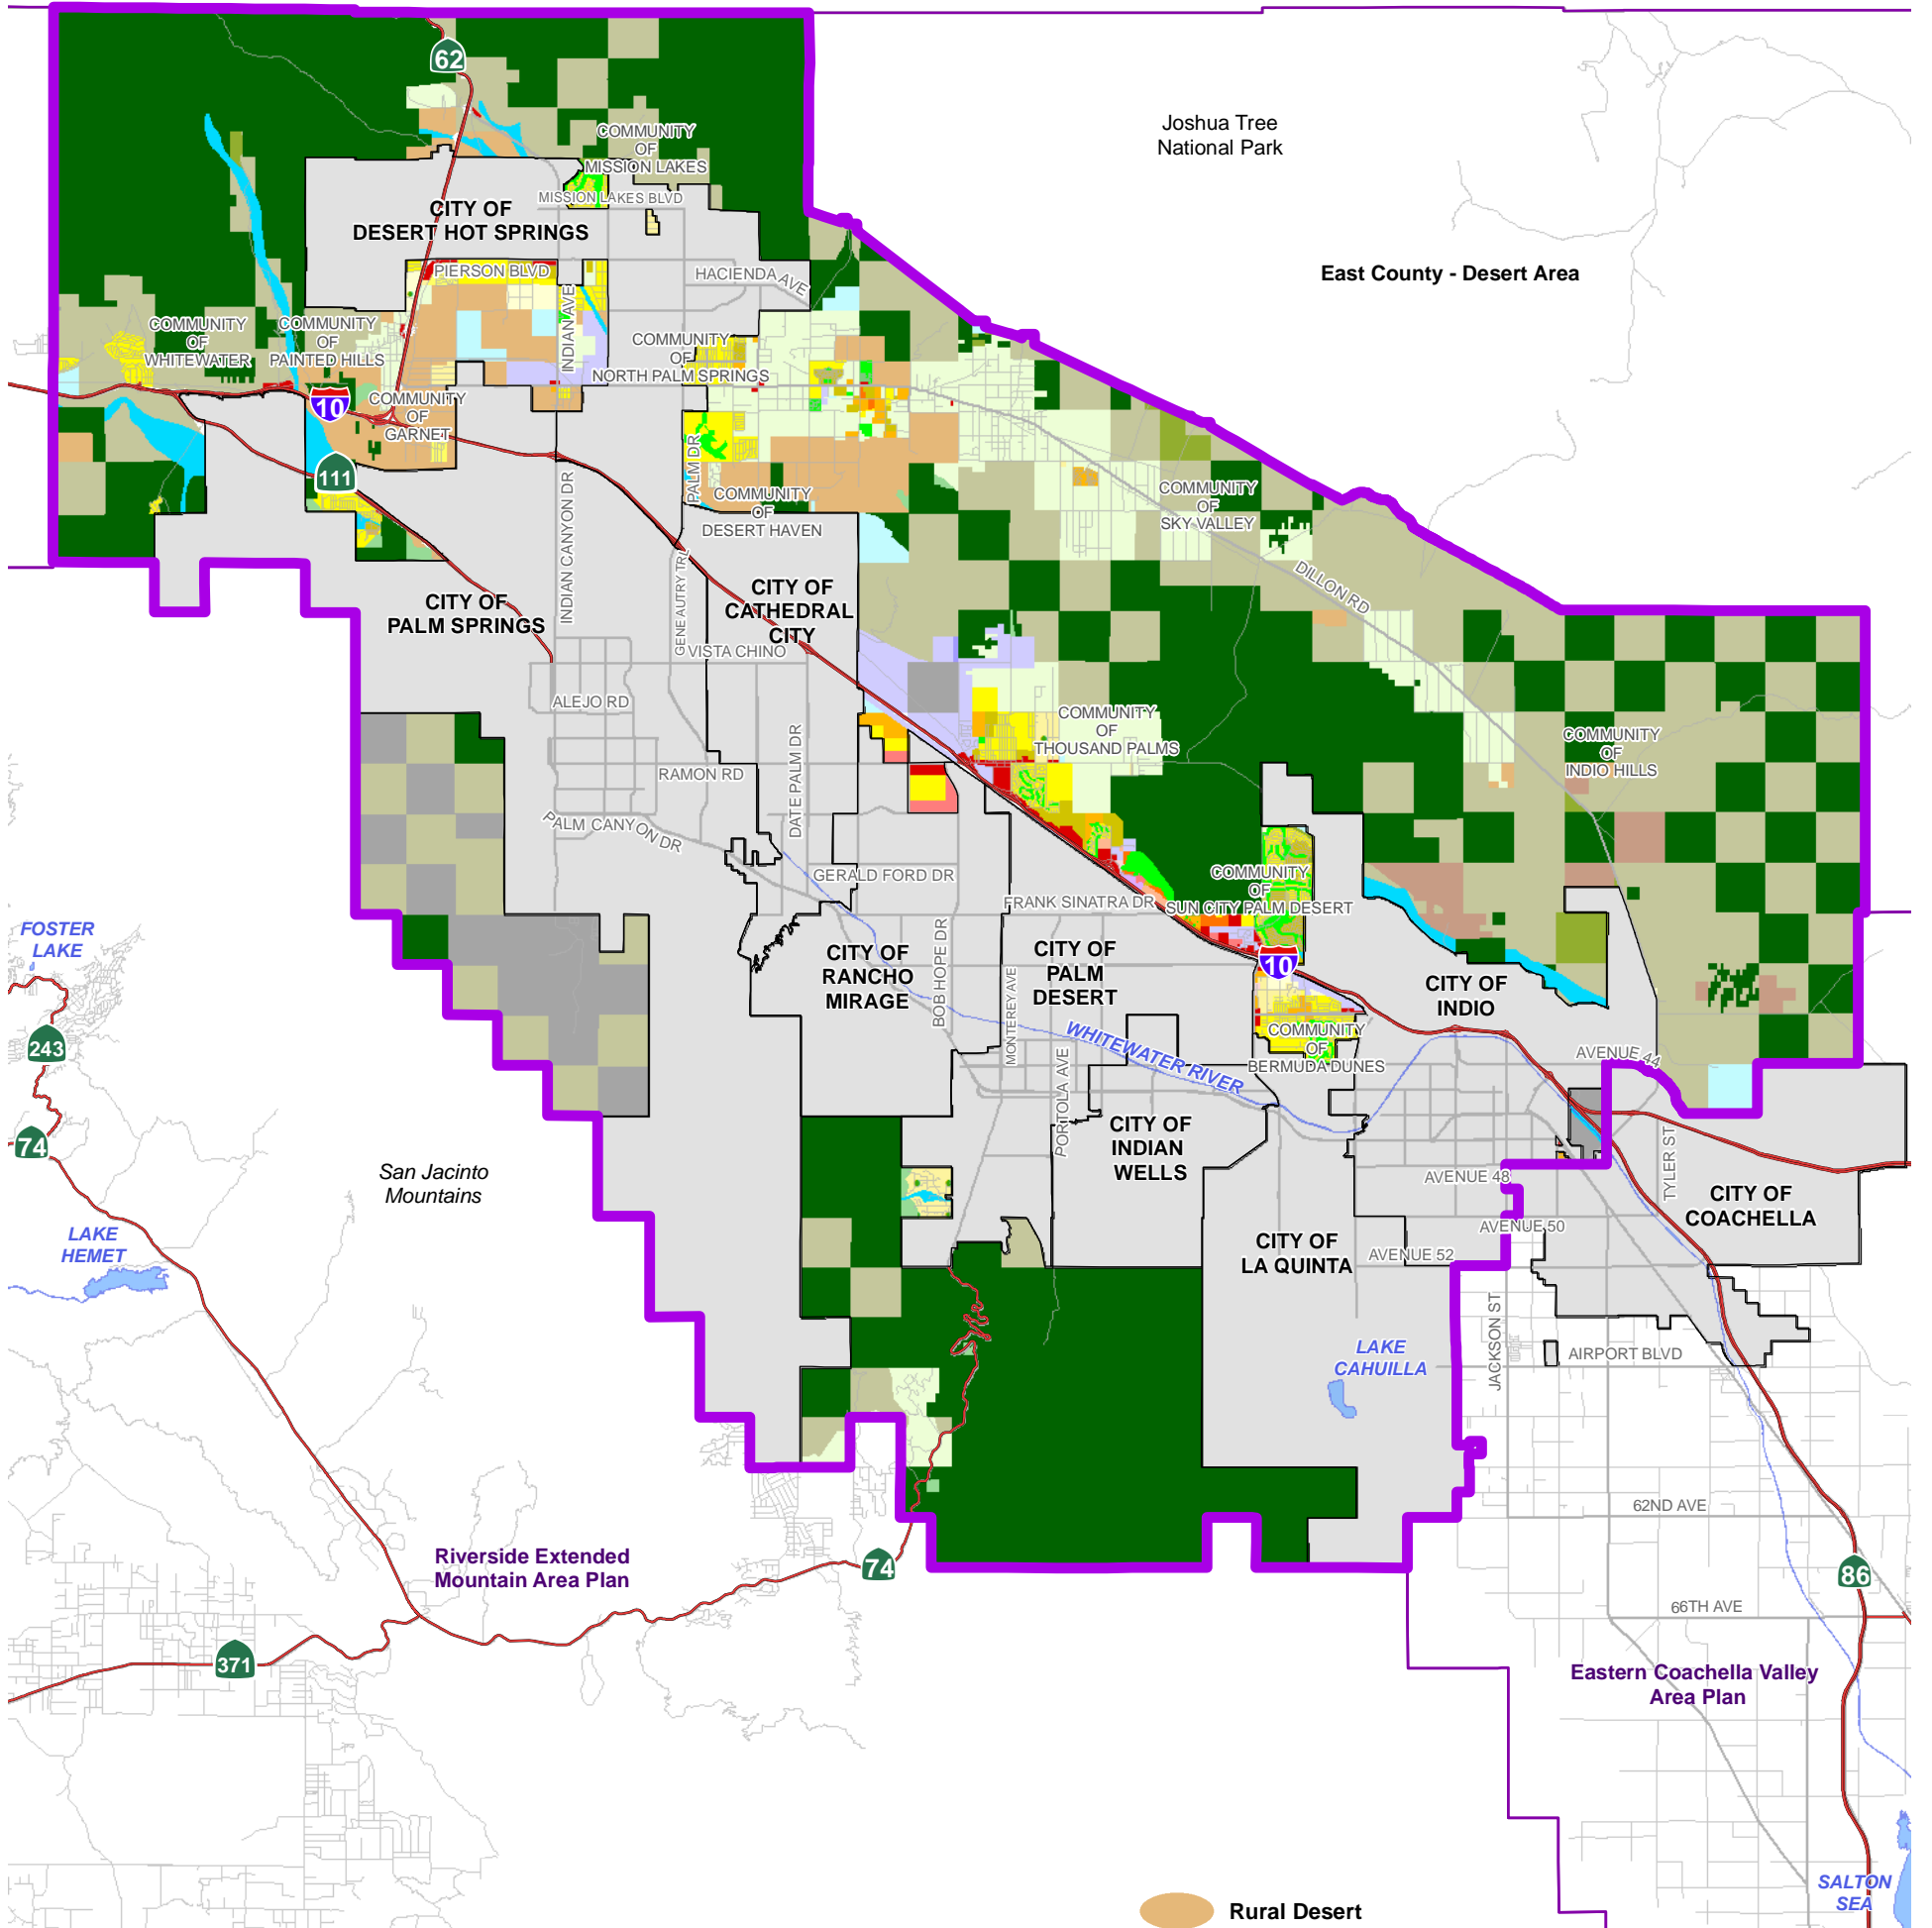 62
Joshua Tree
National Park
COMMUNITY
OF
MISSION LAKES
MISSION LAKES BLVD
CITY OF
DESERT HOT SPRINGS
PIERSON BLVD
HACIENDA AVE
East County - Desert Area
COMMUNITY
OF
WHITEWATER
COMMUNITY
OF
PAINTED HILLS
INDIAN AVE
COMMUNITY
OF
NORTH PALM SPRINGS
10
COMMUNITY
OF
GARNET
111
PALM DR
INDIAN CANYON DR
COMMUNITY
OF
DESERT HAVEN
COMMUNITY
OF
SKY VALLEY
DILLON RD
GENE AUTRY TRL
CITY OF
PALM SPRINGS
CITY OF
CATHEDRAL
CITY
VISTA CHINO
ALEJO RD
COMMUNITY
OF
THOUSAND PALMS
COMMUNITY
OF
INDIO HILLS
RAMON RD
DATE PALM DR
PALM CANYON DR
GERALD FORD DR
FRANK SINATRA DR
COMMUNITY
OF
SUN CITY PALM DESERT
FOSTER
LAKE
CITY OF
RANCHO
MIRAGE
BOB HOPE DR
MONTEREY AVE
CITY OF
PALM
DESERT
10
CITY OF
INDIO
243
WHITEWATER RIVER
COMMUNITY
OF
BERMUDA DUNES
AVENUE 44
PORTOLA AVE
74
San Jacinto
Mountains
CITY OF
INDIAN
WELLS
TYLER ST
AVENUE 48
CITY OF
COACHELLA
LAKE
HEMET
AVENUE 50
CITY OF
LA QUINTA
AVENUE 52
JACKSON ST
LAKE
CAHUILLA
AIRPORT BLVD
62ND AVE
Riverside Extended
Mountain Area Plan
74
86
66TH AVE
371
Eastern Coachella Valley
Area Plan
SALTON
SEA
Rural Desert